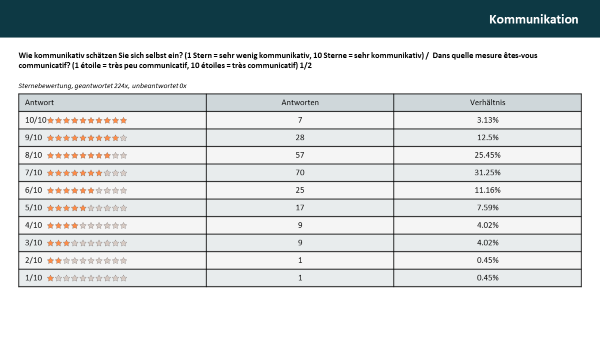 Kommunikation
Wie kommunikativ schätzen Sie sich selbst ein? (1 Stern = sehr wenig kommunikativ, 10 Sterne = sehr kommunikativ) / Dans quelle mesure êtes-vous
communicatif? (1 étoile = très peu communicatif, 10 étoiles = très communicatif) 1/2
Sternebewertung, geantwortet 224x, unbeantwortet 0x
Antwort Antworten Verhältnis
10/10 7 3.13%
9/10 28 12.5%
8/10 57 25.45%
7/10 70 31.25%
6/10 25 11.16%
5/10 17 7.59%
4/10 9 4.02%
3/10 9 4.02%
2/10 1 0.45%
1/10 1 0.45%